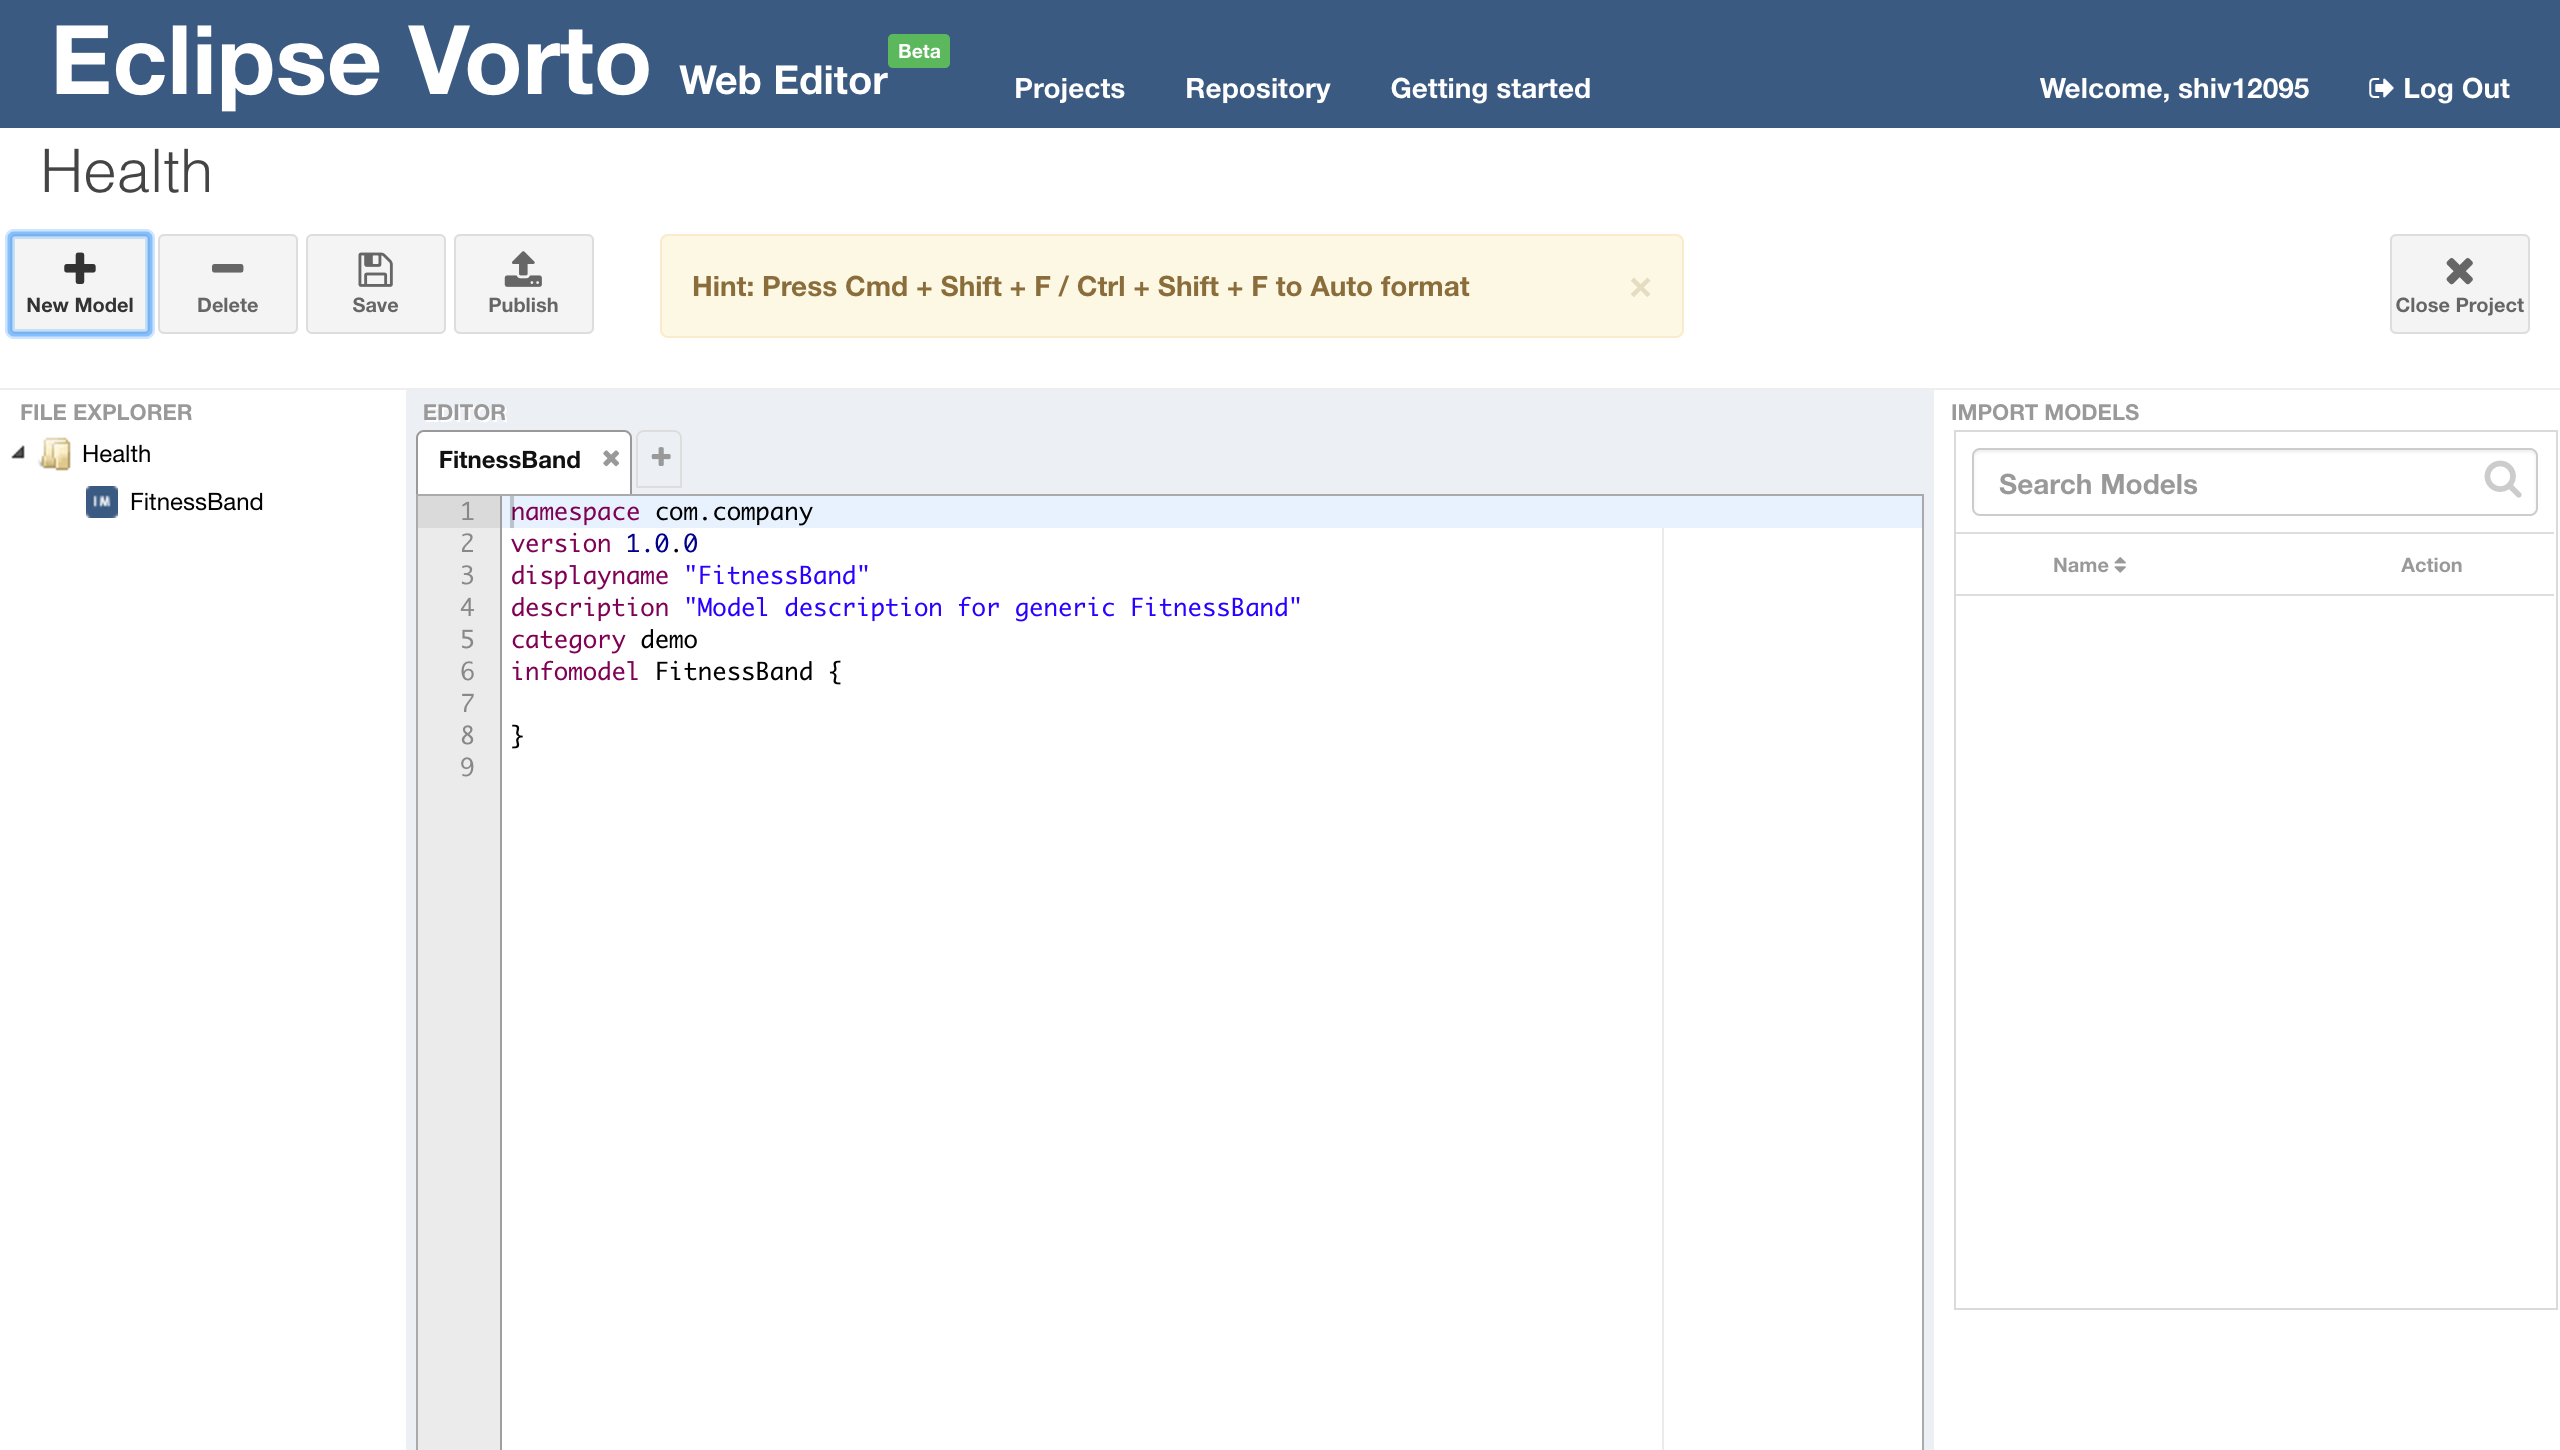 Eclipse Vorto Web Editor Beta
Projects Repository Getting started
Welcome, shiv12095 Log Out
Health
New Model Delete Save Publish
Hint: Press Cmd + Shift + F / Ctrl + Shift + F to Auto format ×
Close Project
FILE EXPLORER
Health
IM FitnessBand
EDITOR
FitnessBand
1 namespace com.company
2 version 1.0.0
3 displayname "FitnessBand"
4 description "Model description for generic FitnessBand"
5 category demo
6 infomodel FitnessBand {
7
8 }
9
IMPORT MODELS
Search Models
Name Action